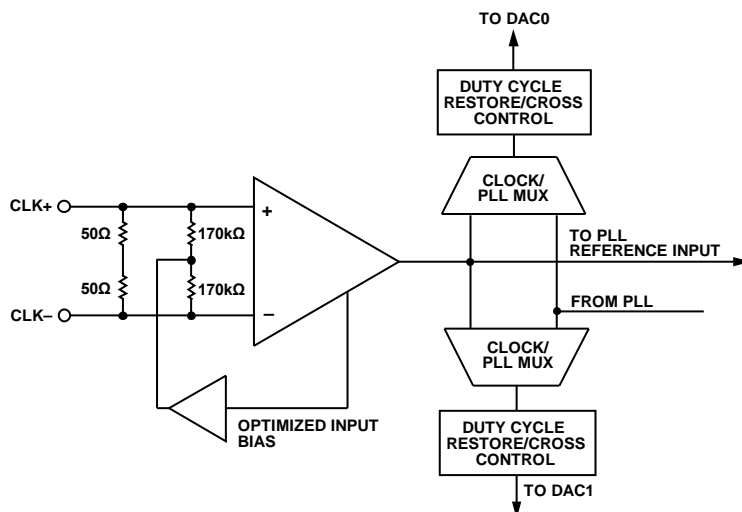 TO DAC0
DUTY CYCLE
RESTORE/CROSS
CONTROL
CLOCK/
PLL MUX
CLK+
50Ω
170kΩ
+
TO PLL
REFERENCE INPUT
50Ω
170kΩ
FROM PLL
CLK–
–
CLOCK/
PLL MUX
OPTIMIZED INPUT
BIAS
DUTY CYCLE
RESTORE/CROSS
CONTROL
TO DAC1